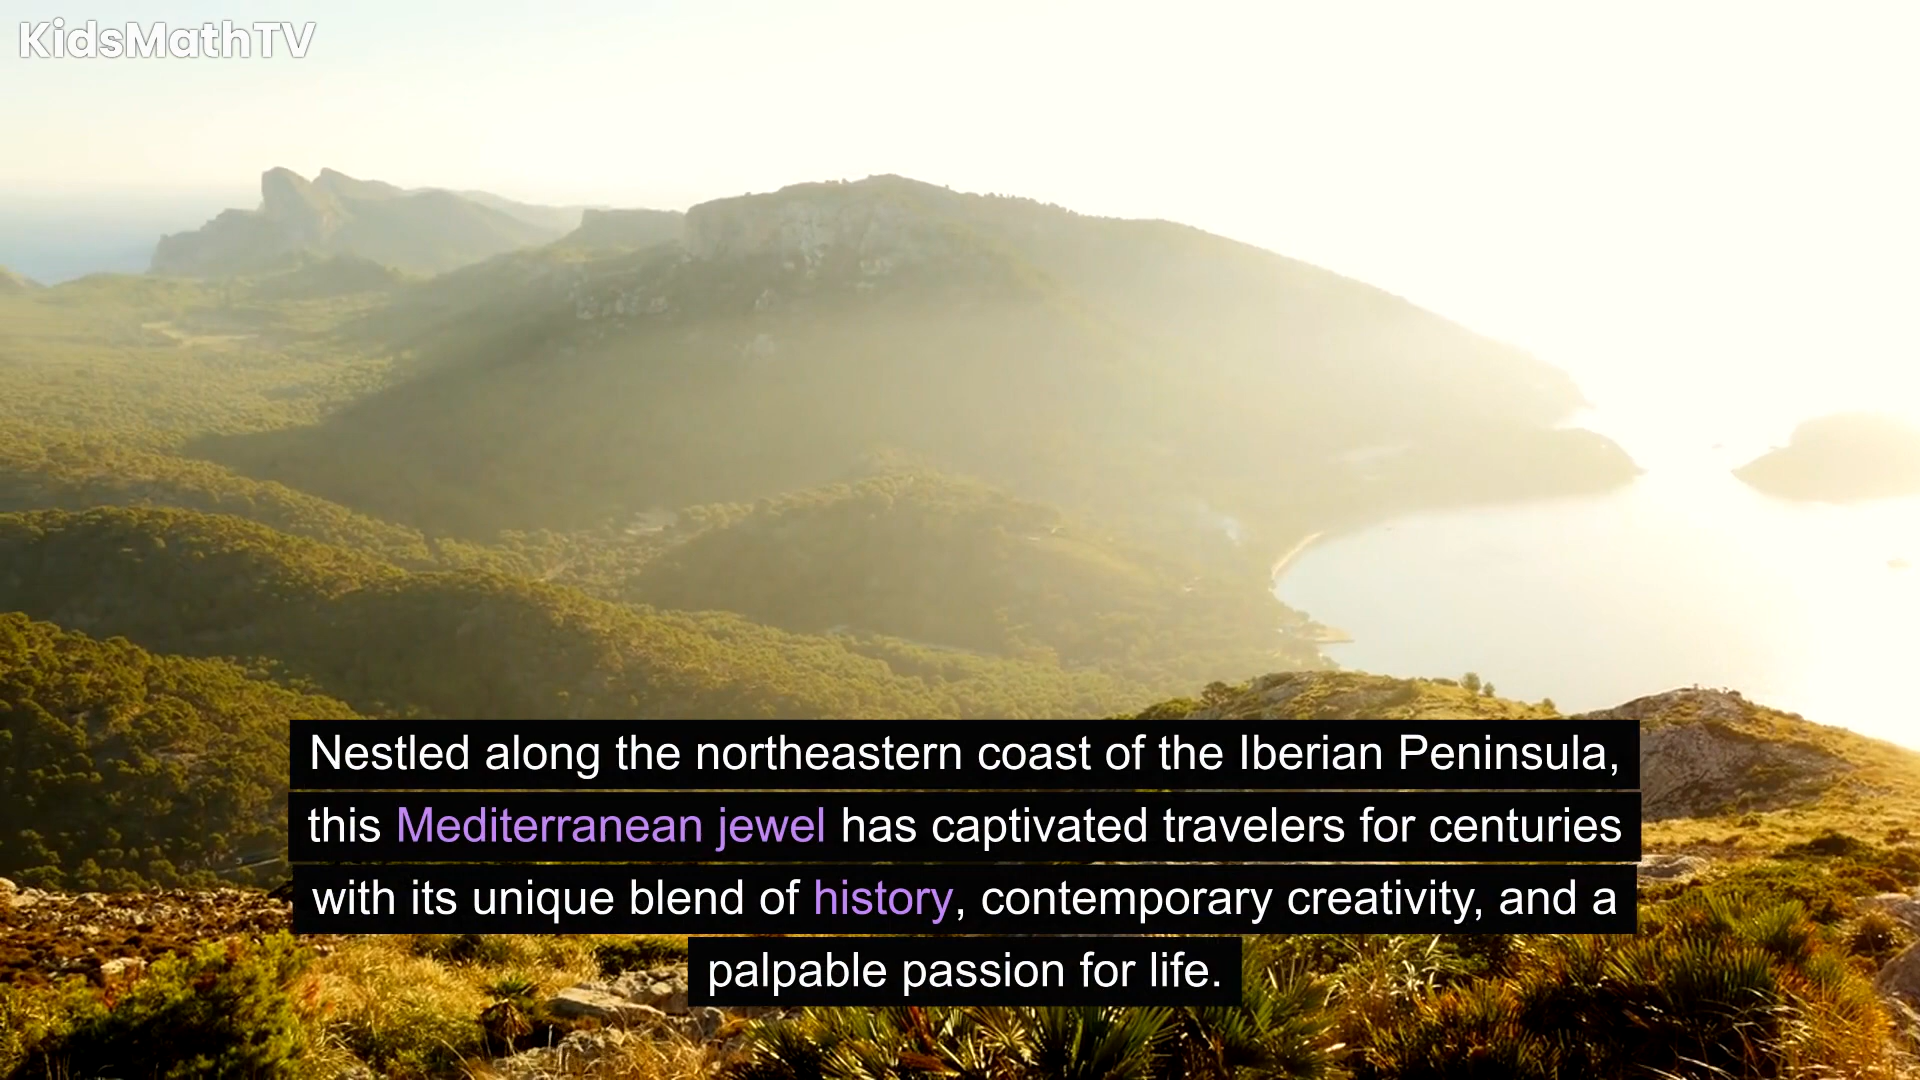 KidsMathTV
Nestled along the northeastern coast of the Iberian Peninsula,
this Mediterranean jewel has captivated travelers for centuries
with its unique blend of history, contemporary creativity, and a
palpable passion for life.